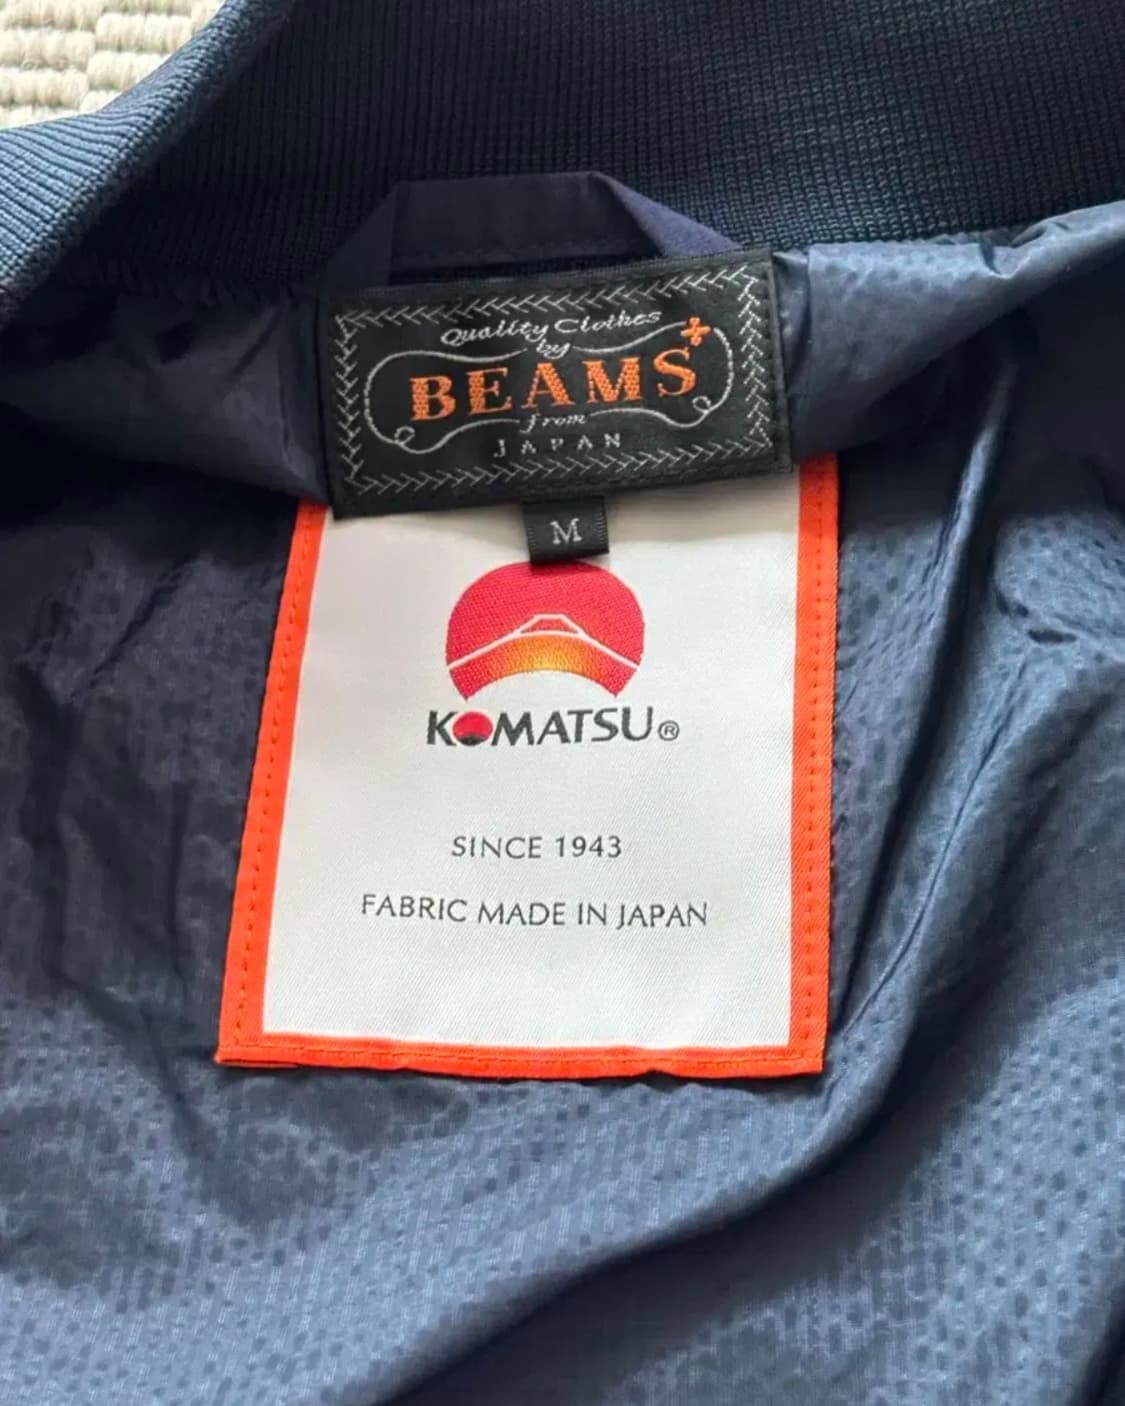 Quality Clothes
by
BEAMS+
from
JAPAN
M
KOMATSU®
SINCE 1943
FABRIC MADE IN JAPAN